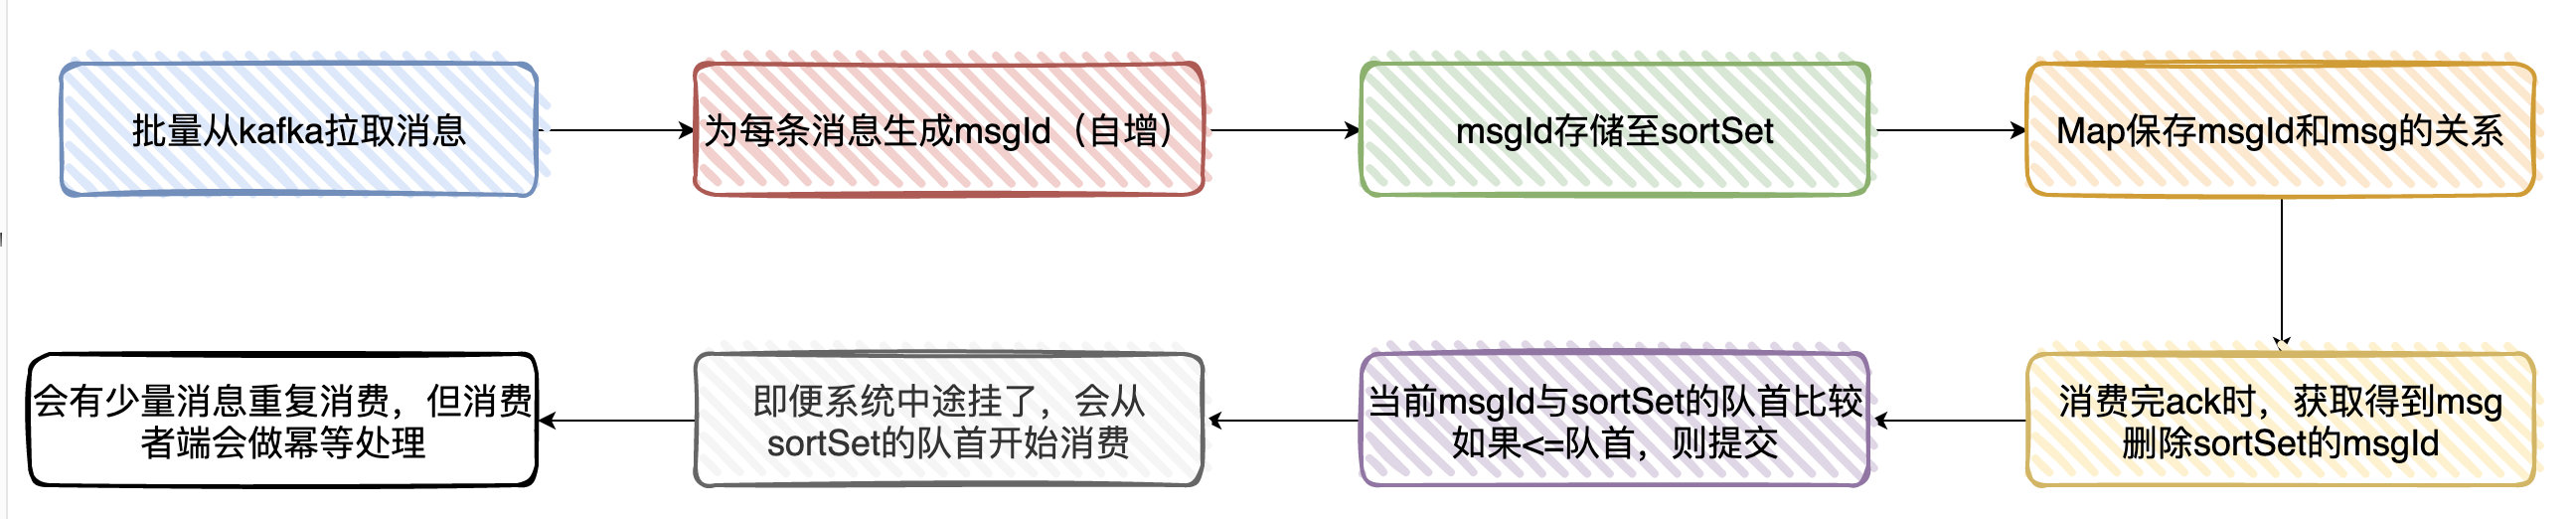 批量从kafka拉取消息
为每条消息生成msgId（自增）
msgId存储至sortSet
Map保存msgId和msg的关系
消费完ack时，获取得到msg
删除sortSet的msgId
当前msgId与sortSet的队首比较
如果<=队首，则提交
即便系统中途挂了，会从
sortSet的队首开始消费
会有少量消息重复消费，但消费
者端会做幂等处理